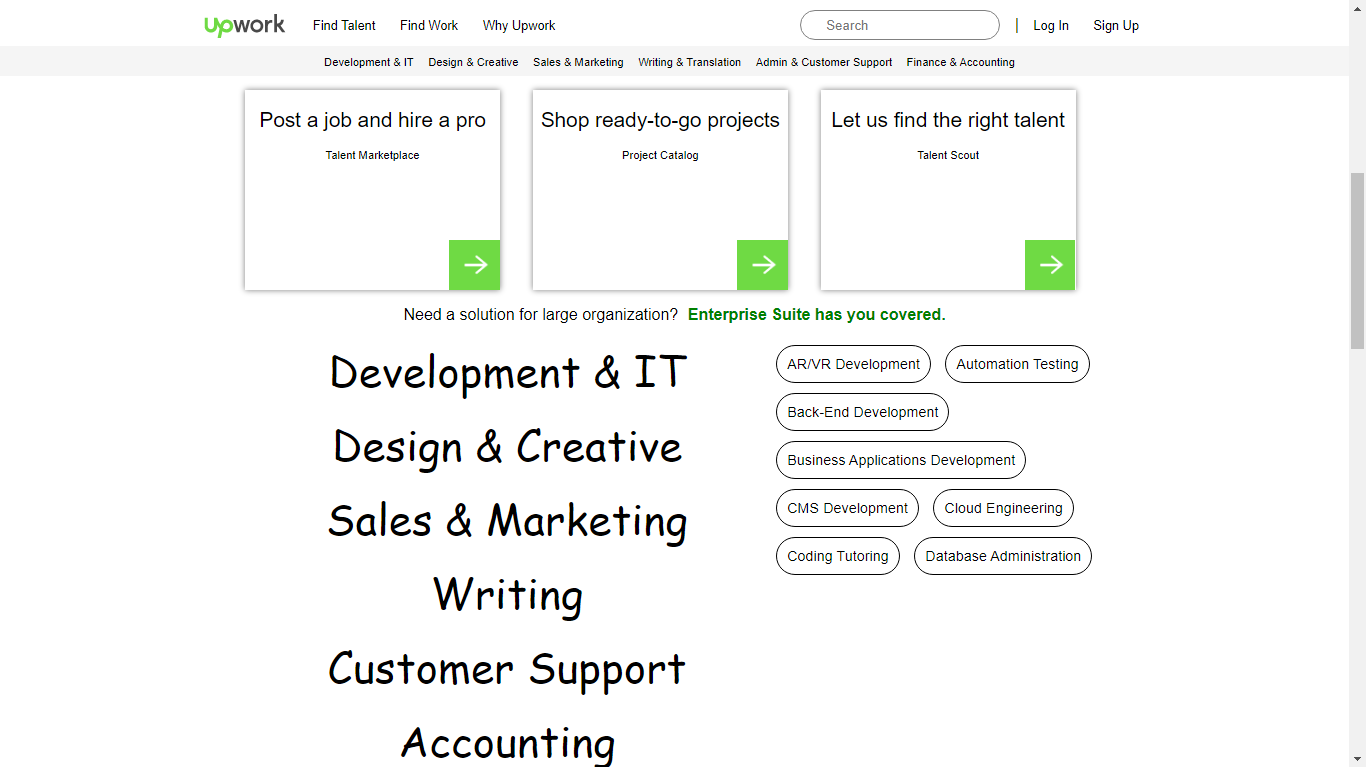 upwork Find Talent Find Work Why Upwork Search Log In Sign Up
Development & IT Design & Creative Sales & Marketing Writing & Translation Admin & Customer Support Finance & Accounting
Post a job and hire a pro
Talent Marketplace
Shop ready-to-go projects
Project Catalog
Let us find the right talent
Talent Scout
Need a solution for large organization? Enterprise Suite has you covered.
Development & IT
Design & Creative
Sales & Marketing
Writing
Customer Support
Accounting
AR/VR Development Automation Testing
Back-End Development
Business Applications Development
CMS Development Cloud Engineering
Coding Tutoring Database Administration